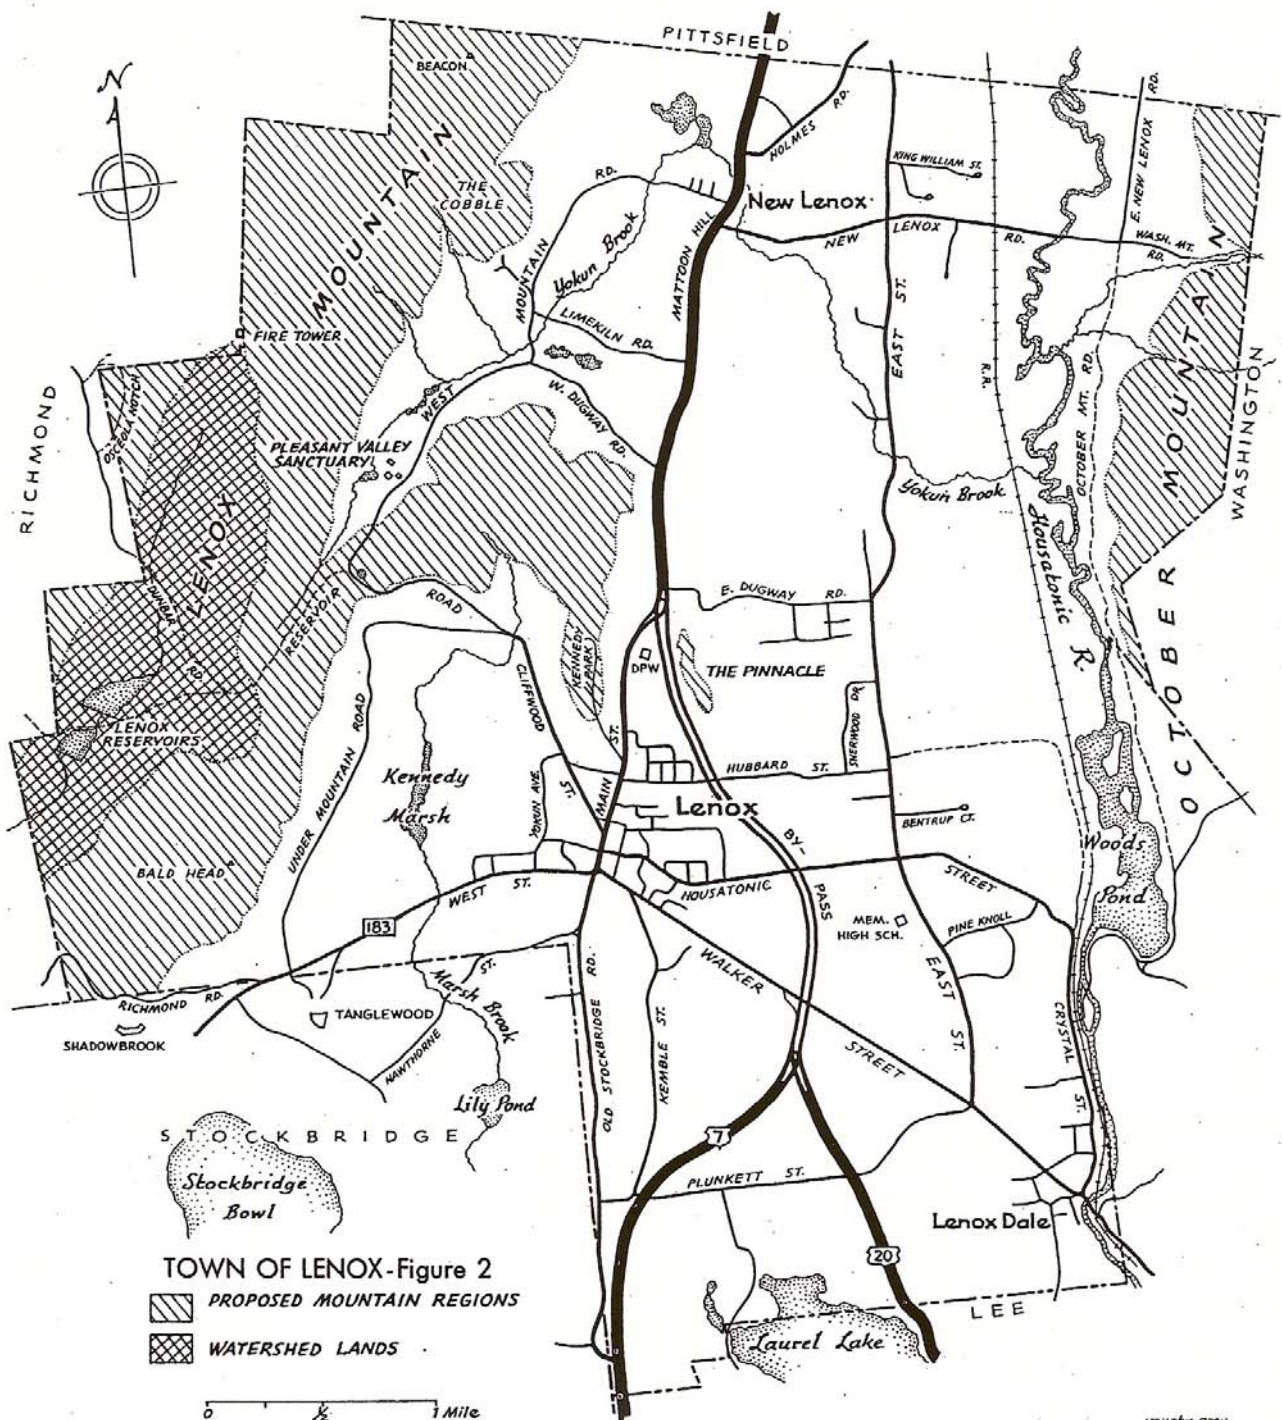 PITTSFIELD
N
BEACON
HOLMES RD.
E. NEW LENOX RD.
KING WILLIAM ST.
THE
COBBLE
RD.
New Lenox
NEW LENOX RD.
WASH. MT.
RD.
MOUNTAIN
Yokun Brook
MATTOON HILL
MOUNTAIN
LIMEKILN RD.
EAST ST.
FIRE TOWER
R.R.
OCTOBER MT. RD.
WEST
W. DUGWAY RD.
RICHMOND
OSCEOLA NOTCH
PLEASANT VALLEY
SANCTUARY
WASHINGTON
Yokun Brook
LENOX
Housatonic R.
OCTOBER MOUNTAIN
DUNBAR RD.
RESERVOIR
ROAD
E. DUGWAY RD.
KENNEDY
PARK
DPW
THE PINNACLE
CLIFFWOOD ST.
SHERWOOD DR.
LENOX
RESERVOIRS
UNDER MOUNTAIN ROAD
Kennedy
Marsh
MAIN ST.
HUBBARD ST.
YOKUN AVE.
Lenox
BENTRUP CT.
BY-PASS
Woods
Pond
BALD HEAD
WEST ST.
HOUSATONIC STREET
183
MEM.
HIGH SCH.
PINE KNOLL
WALKER STREET
EAST ST.
RICHMOND RD.
SHADOWBROOK
TANGLEWOOD
HAWTHORNE ST.
Marsh Brook
OLD STOCKBRIDGE RD.
KEMBLE ST.
CRYSTAL ST.
Lily Pond
STOCKBRIDGE
7
Stockbridge
Bowl
PLUNKETT ST.
Lenox Dale
20
TOWN OF LENOX-Figure 2
PROPOSED MOUNTAIN REGIONS
WATERSHED LANDS
LEE
Laurel Lake
0 ½ 1 Mile